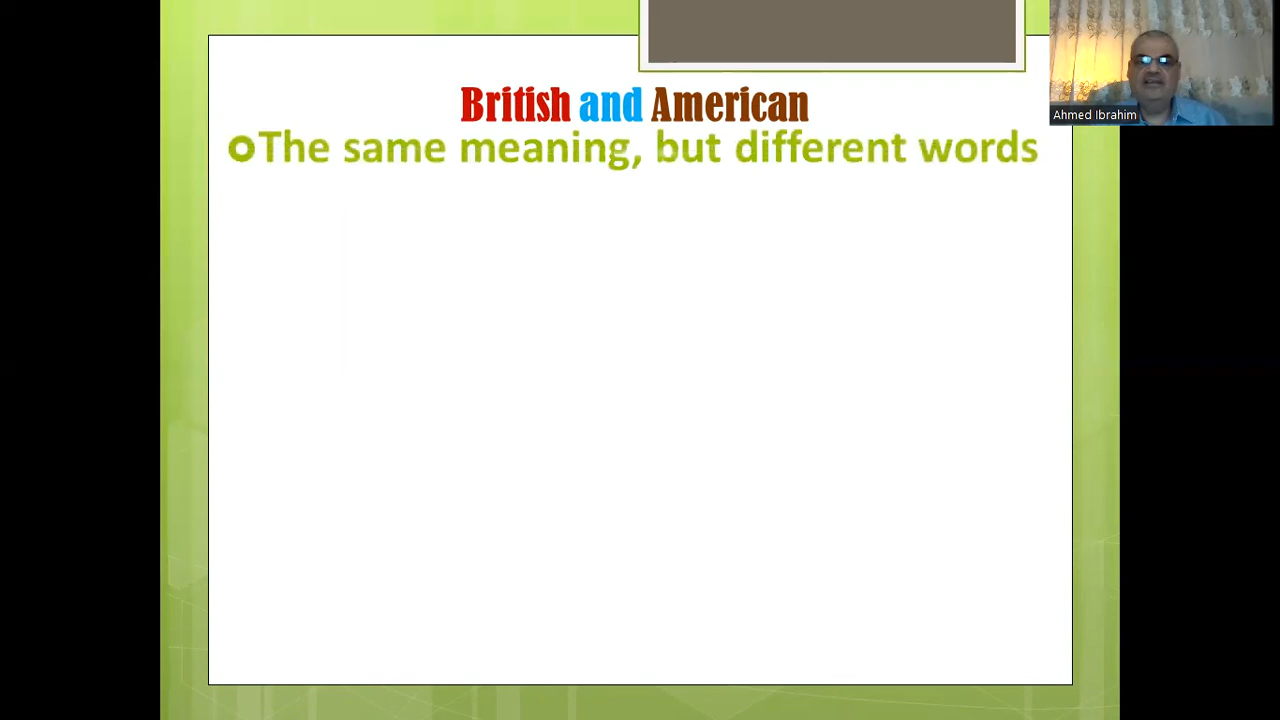 British and American
The same meaning, but different words
Ahmed Ibrahim